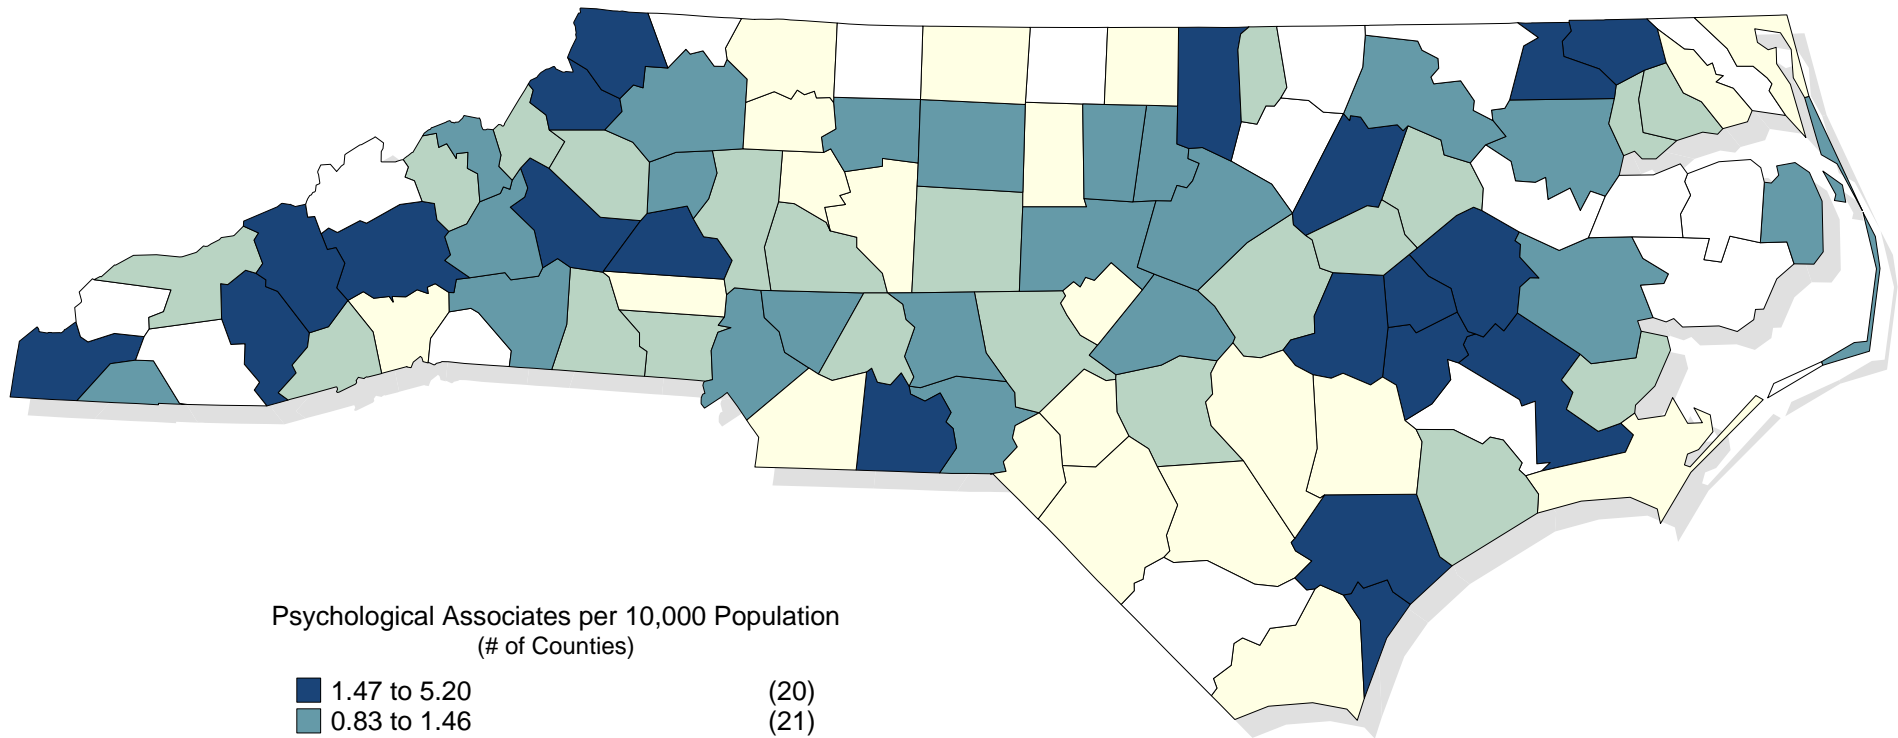 Psychological Associates per 10,000 Population
(# of Counties)
1.47 to 5.20 (20)
0.83 to 1.46 (21)